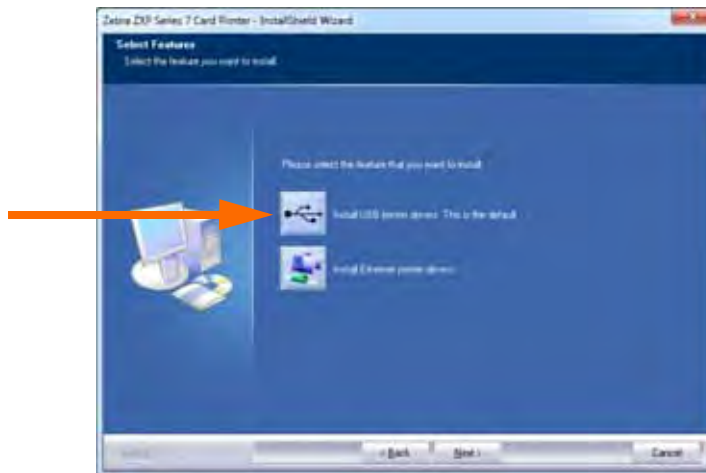 Zebra ZXP Series 7 Card Printer - InstallShield Wizard
Select Features
Select the feature you want to install.
Please select the feature that you want to install.
Install USB printer drivers. This is the default.
Install Ethernet printer drivers.
< Back
Next >
Cancel